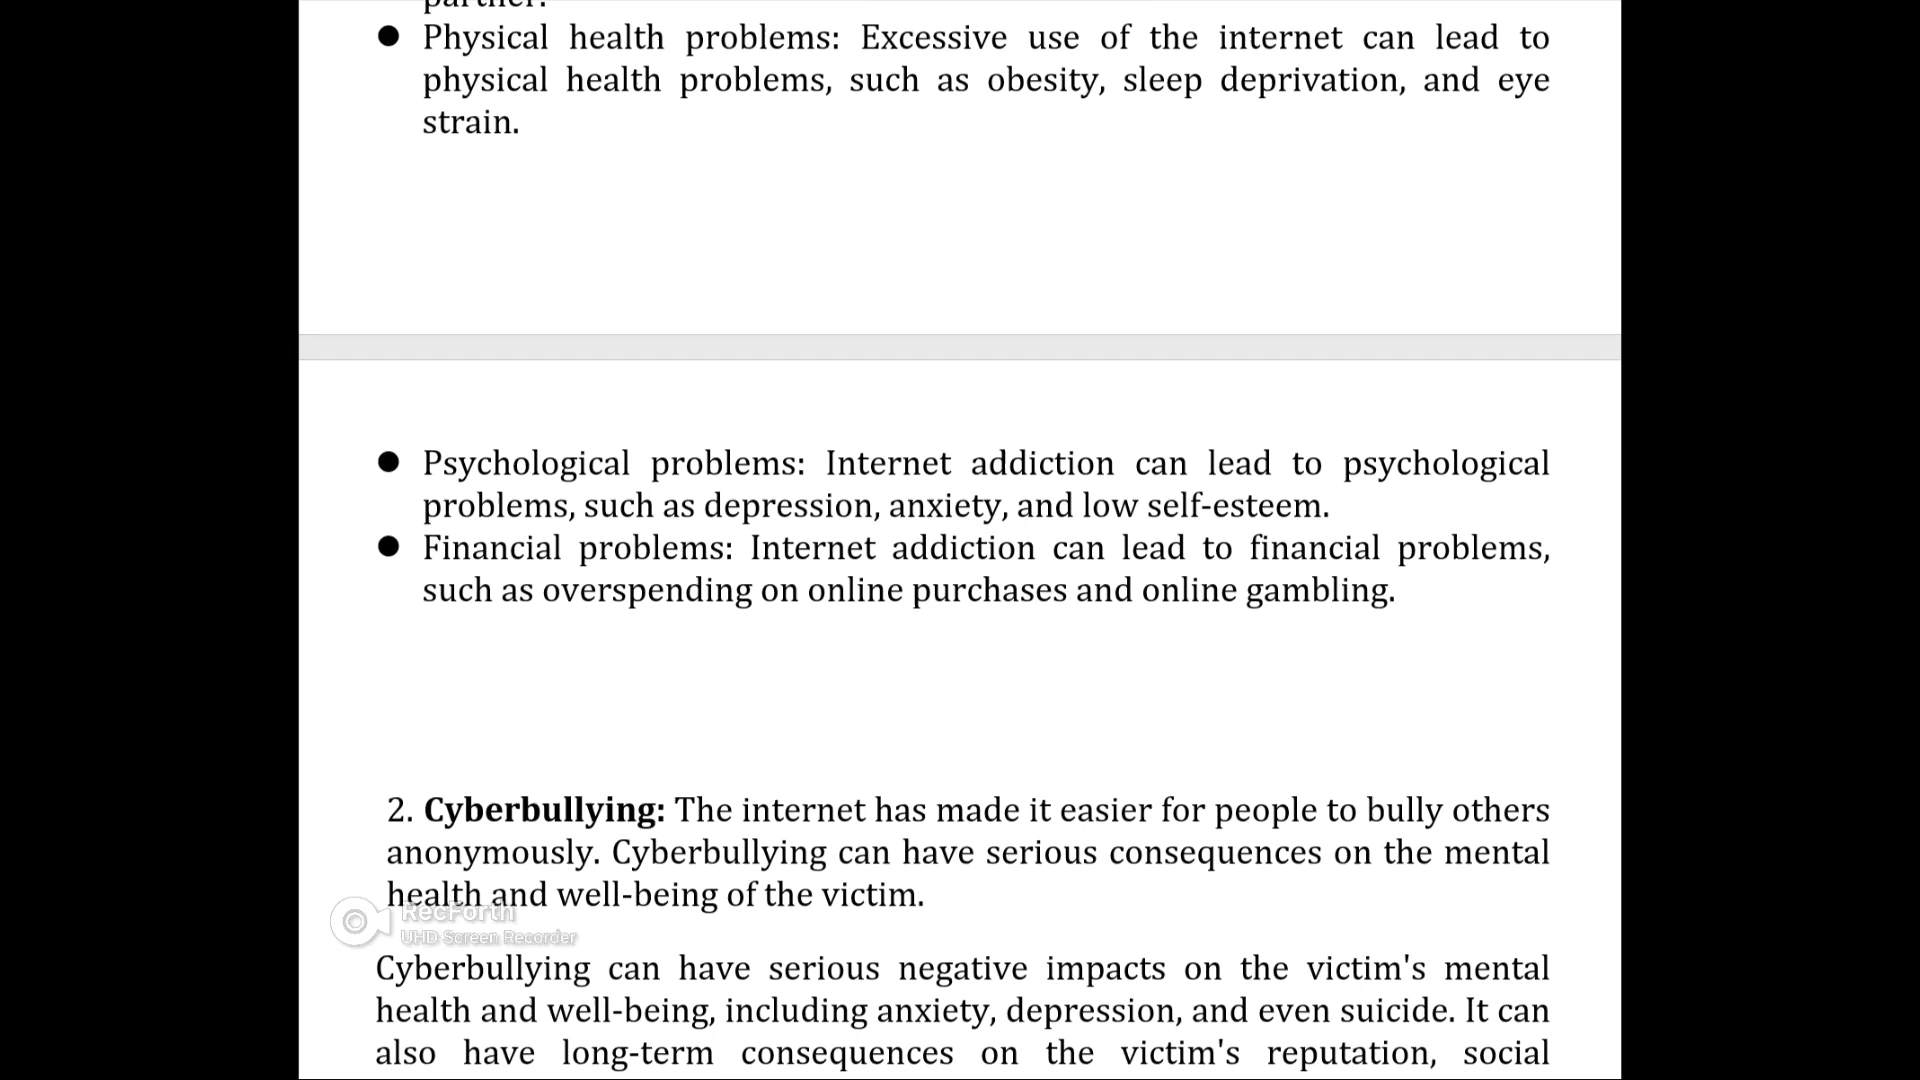 partner.
● Physical health problems: Excessive use of the internet can lead to
physical health problems, such as obesity, sleep deprivation, and eye
strain.
● Psychological problems: Internet addiction can lead to psychological
problems, such as depression, anxiety, and low self-esteem.
● Financial problems: Internet addiction can lead to financial problems,
such as overspending on online purchases and online gambling.
2. Cyberbullying: The internet has made it easier for people to bully others
anonymously. Cyberbullying can have serious consequences on the mental
health and well-being of the victim.
RecForth
UHD Screen Recorder
Cyberbullying can have serious negative impacts on the victim's mental
health and well-being, including anxiety, depression, and even suicide. It can
also have long-term consequences on the victim's reputation, social